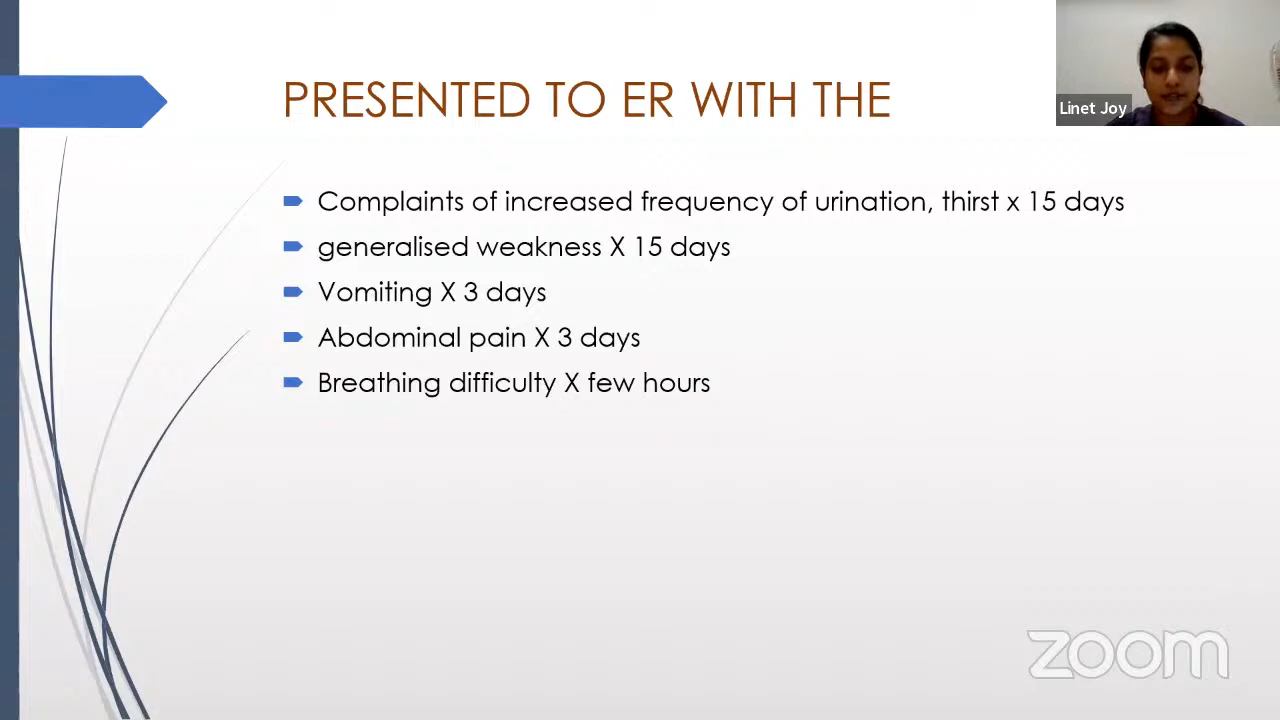 PRESENTED TO ER WITH THE
Linet Joy
Complaints of increased frequency of urination, thirst x 15 days
generalised weakness X 15 days
Vomiting X 3 days
Abdominal pain X 3 days
Breathing difficulty X few hours
zoom